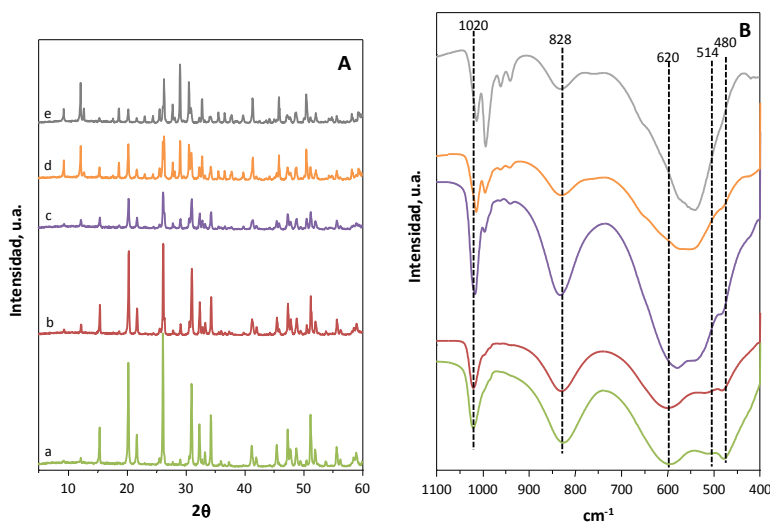 A
Intensidad, u.a.
e
d
c
b
a
10 20 30 40 50 60
2θ
B
1020 828 620 514 480
Intensidad, u.a.
1100 1000 900 800 700 600 500 400
cm-1